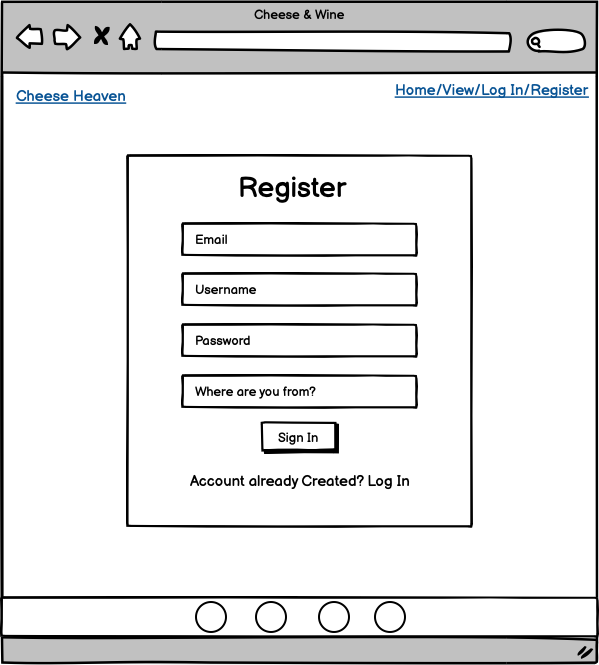 Cheese & Wine
Cheese Heaven
Home/View/Log In/Register
Register
Email
Username
Password
Where are you from?
Sign In
Account already Created? Log In